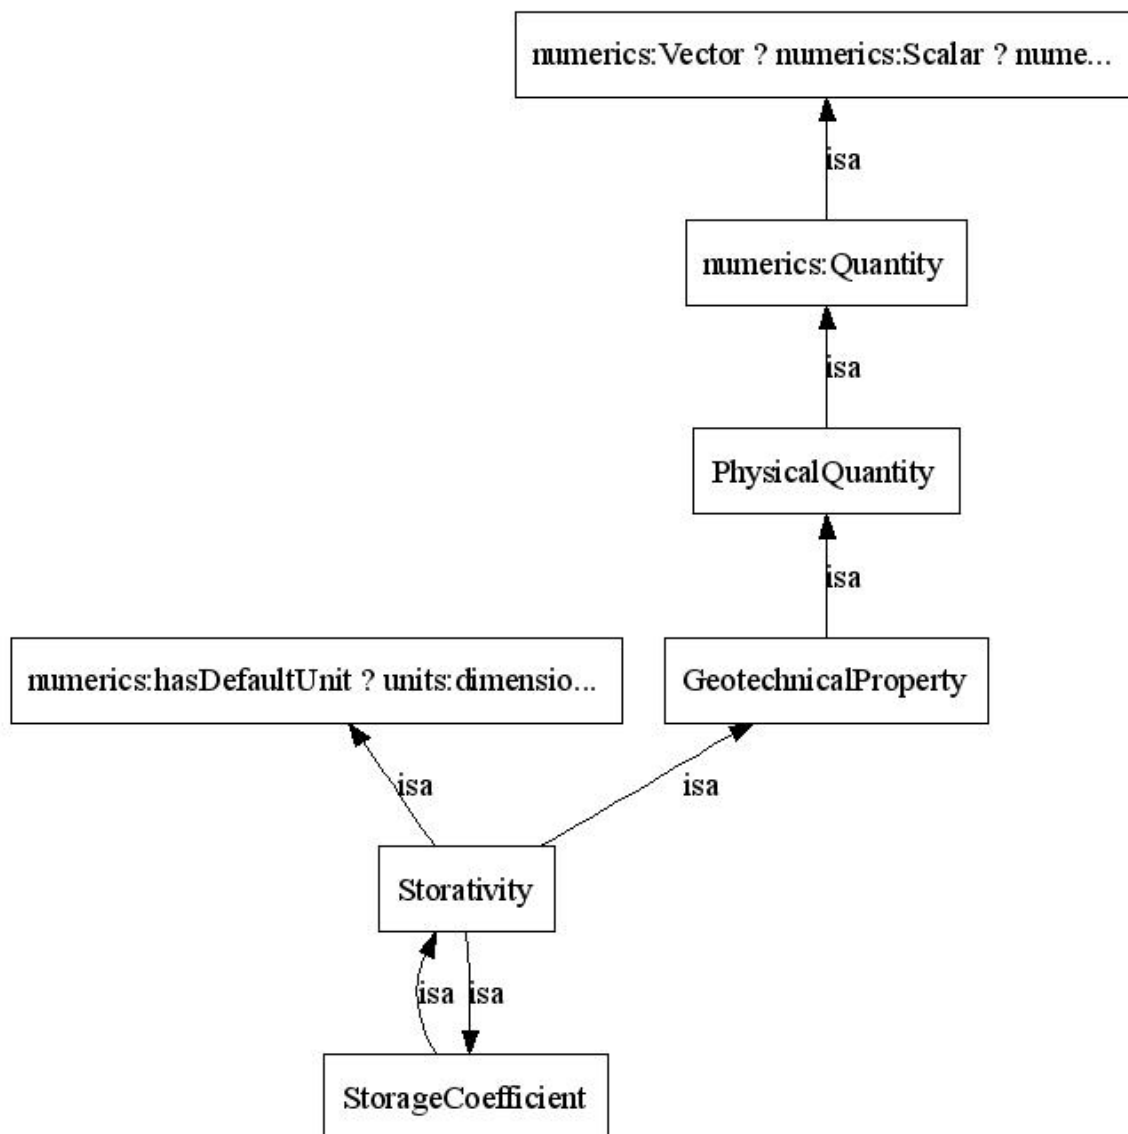 numerics:Vector ? numerics:Scalar ? nume...
isa
numerics:Quantity
isa
PhysicalQuantity
isa
numerics:hasDefaultUnit ? units:dimensio...
GeotechnicalProperty
isa
isa
Storativity
isa
isa
StorageCoefficient